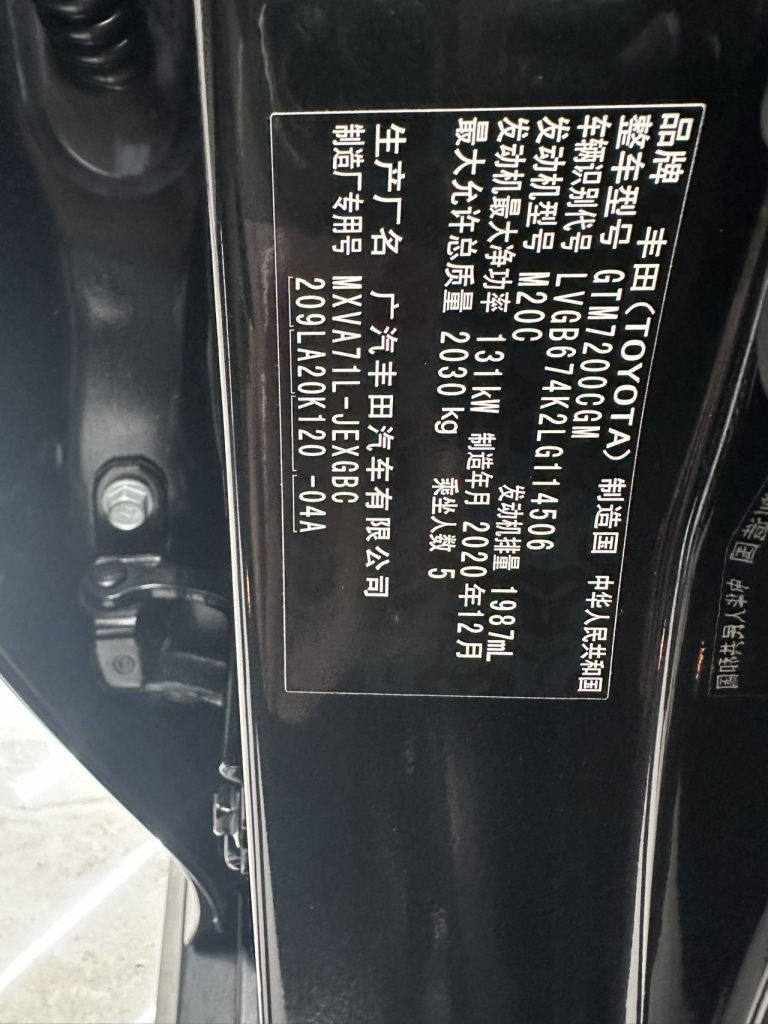 品牌 丰田(TOYOTA) 制造国 中华人民共和国
整车型号 GTM7200CGM
车辆识别代号 LVGB674K2LG114506
发动机型号 M20C 发动机排量 1987mL
发动机最大净功率 131kW 制造年月 2020年12月
最大允许总质量 2030kg 乘坐人数 5
生产厂名 广汽丰田汽车有限公司
制造厂专用号 MXVA71L-JEXGBC
209LA20K120 -04A